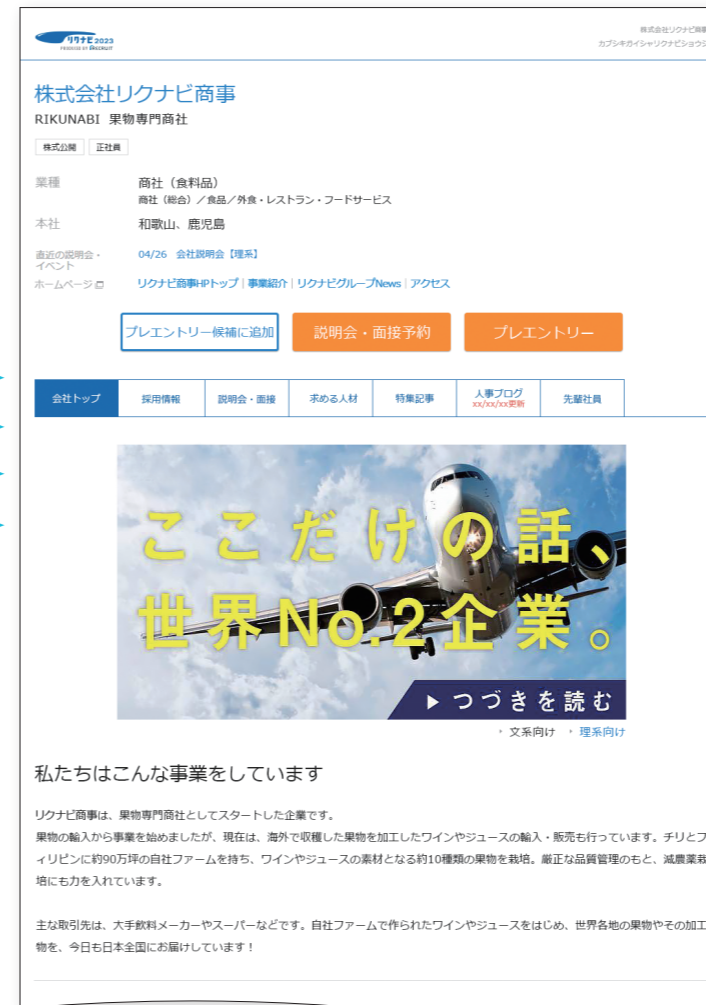 リクナビ2023
PRODUCED BY RECRUIT
株式会社リクナビ商事
カブシキガイシャリクナビショウジ
株式会社リクナビ商事
RIKUNABI 果物専門商社
株式公開 正社員
業種 商社（食料品）
商社（総合）／食品／外食・レストラン・フードサービス
本社 和歌山、鹿児島
直近の説明会・イベント 04/26 会社説明会【理系】
ホームページ リクナビ商事HPトップ｜事業紹介｜リクナビグループNews｜アクセス
プレエントリー候補に追加 説明会・面接予約 プレエントリー
会社トップ 採用情報 説明会・面接 求める人材 特集記事 人事ブログ 先輩社員
xx/xx/xx更新
ここだけの話、
世界No.2企業。
つづきを読む
文系向け 理系向け
私たちはこんな事業をしています
リクナビ商事は、果物専門商社としてスタートした企業です。
果物の輸入から事業を始めましたが、現在は、海外で収穫した果物を加工したワインやジュースの輸入・販売も行っています。チリとフ
ィリピンに約90万坪の自社ファームを持ち、ワインやジュースの素材となる約10種類の果物を栽培。厳正な品質管理のもと、減農薬栽
培にも力を入れています。
主な取引先は、大手飲料メーカーやスーパーなどです。自社ファームで作られたワインやジュースをはじめ、世界各地の果物やその加工
物を、今日も日本全国にお届けしています！